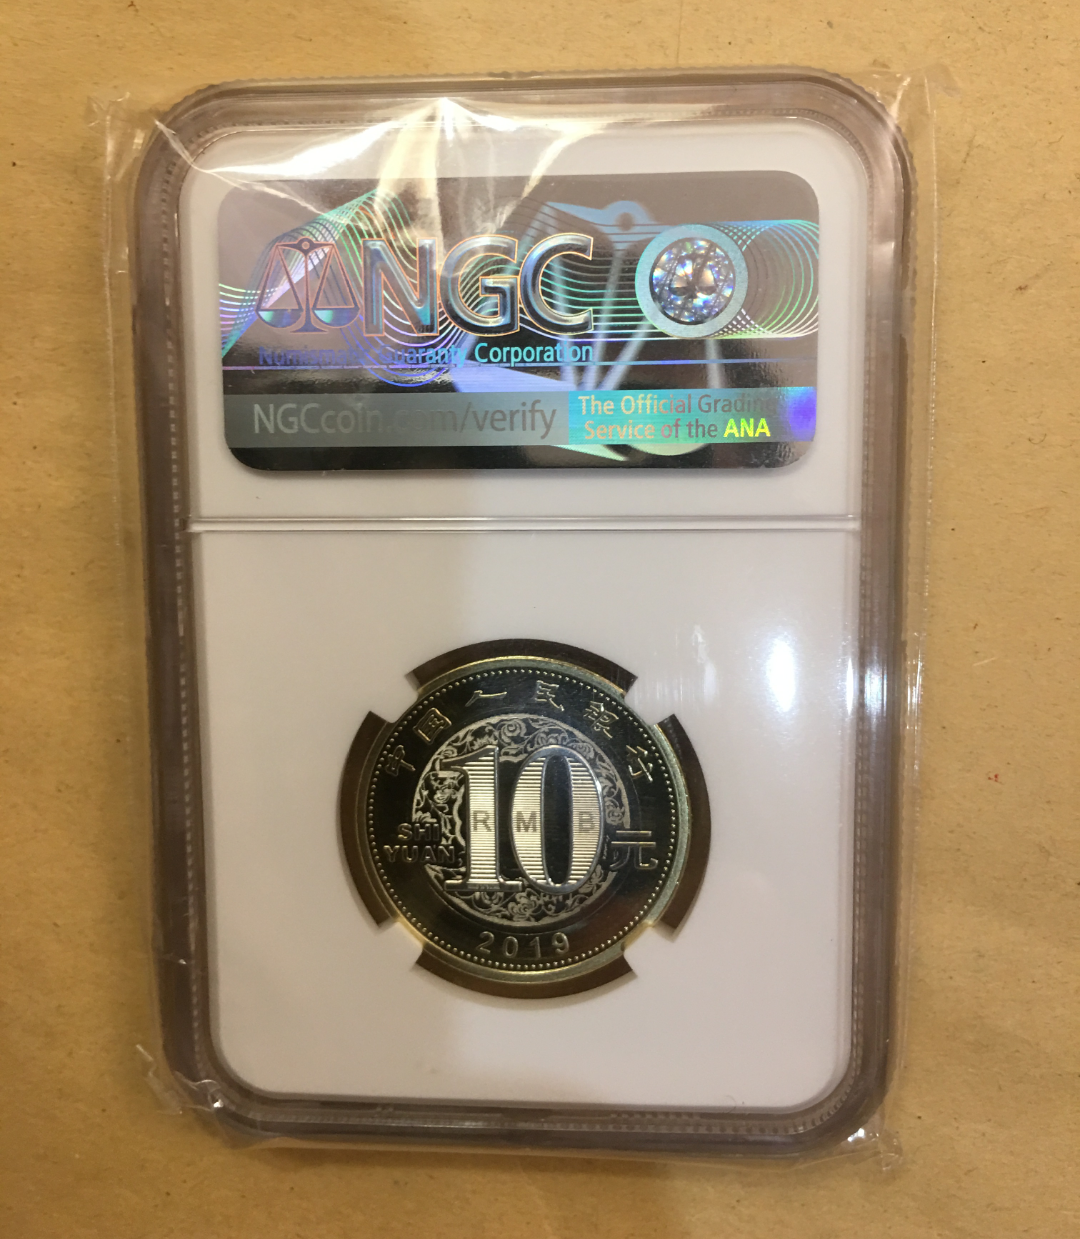 NGC
Numismatic Guaranty Corporation
NGCcoin.com/verify
The Official Grading
Service of the ANA
中国人民银行
10
RMB
SHI
YUAN
元
2019